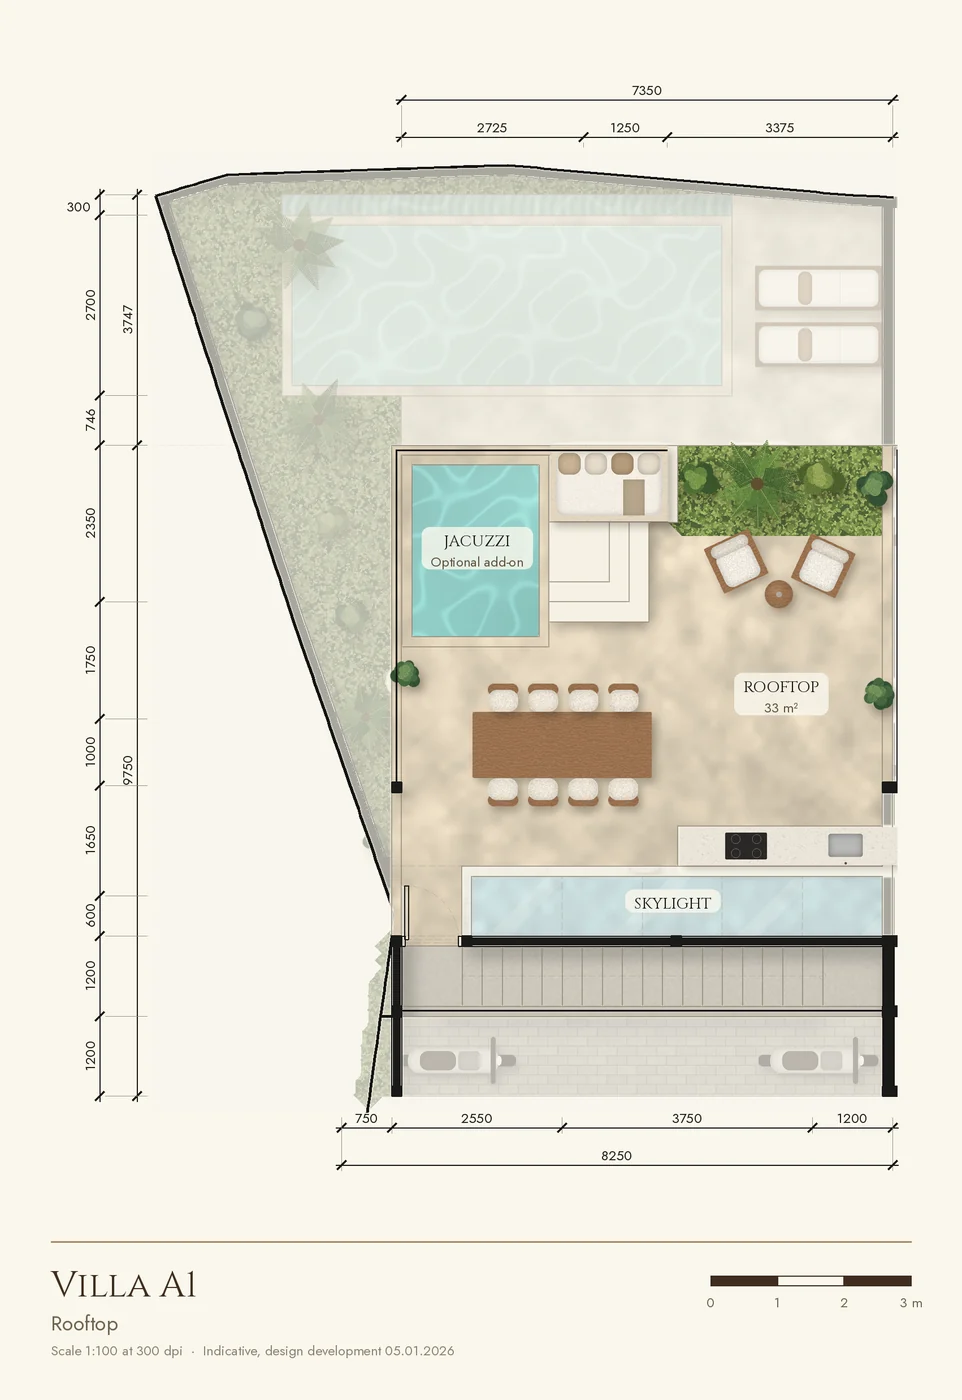 7350
2725
1250
3375
300
2700
3747
746
2350
1750
1000
9750
1650
600
1200
1200
JACUZZI
Optional add-on
ROOFTOP
33 m²
SKYLIGHT
750
2550
3750
1200
8250
VILLA A1
Rooftop
Scale 1:100 at 300 dpi · Indicative, design development 05.01.2026
0
1
2
3 m